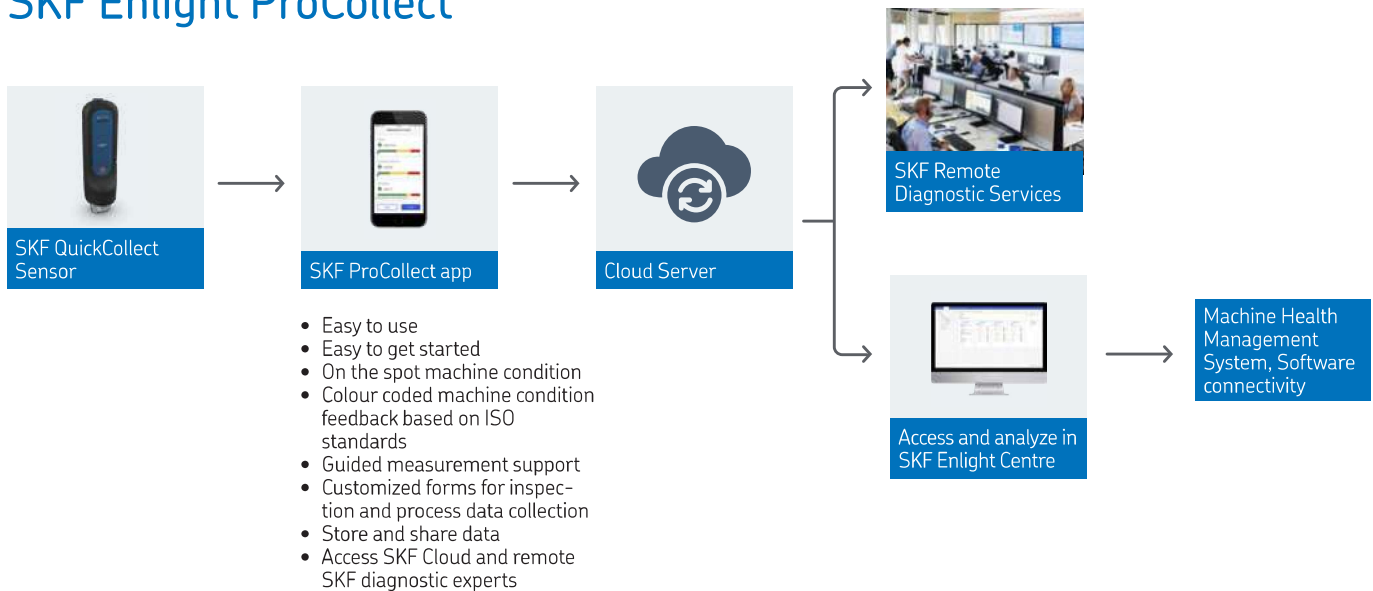 SKF Enlight ProCollect
SKF QuickCollect
Sensor
SKF ProCollect app
• Easy to use
• Easy to get started
• On the spot machine condition
• Colour coded machine condition
feedback based on ISO
standards
• Guided measurement support
• Customized forms for inspec-
tion and process data collection
• Store and share data
• Access SKF Cloud and remote
SKF diagnostic experts
Cloud Server
SKF Remote
Diagnostic Services
Access and analyze in
SKF Enlight Centre
Machine Health
Management
System, Software
connectivity